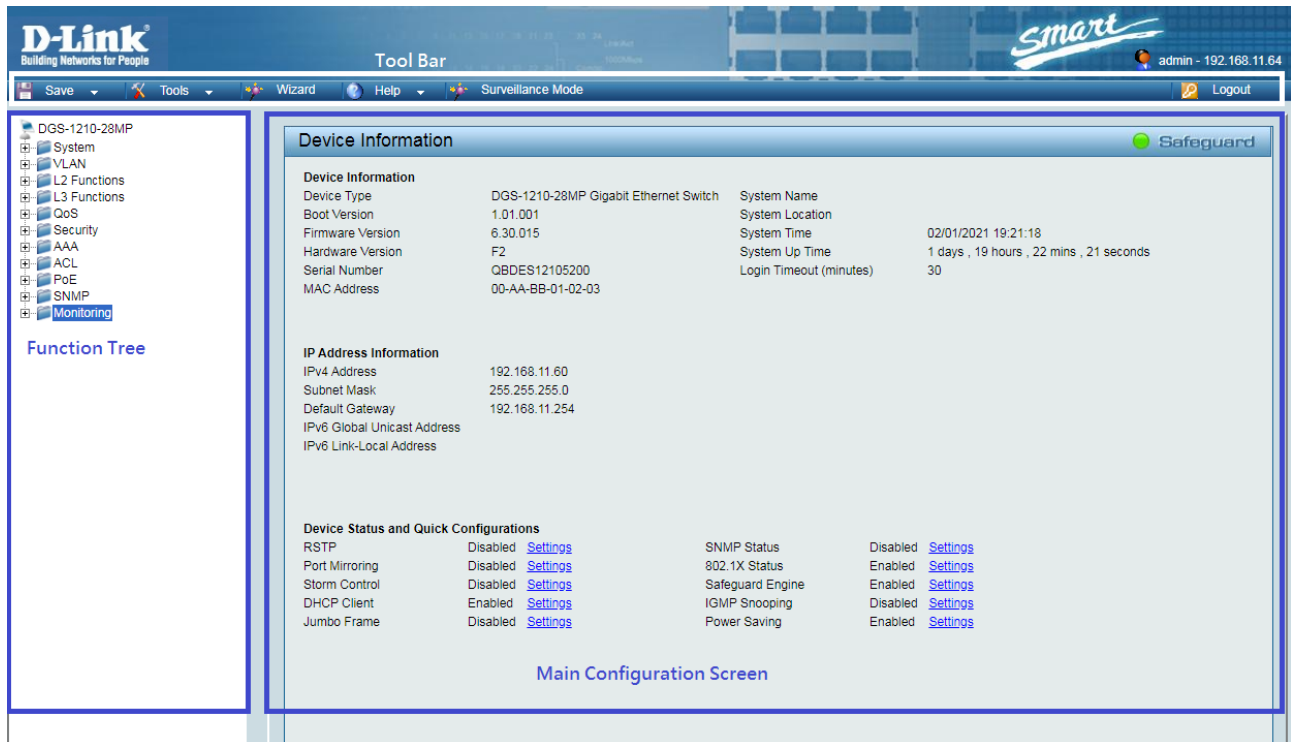 D-Link
Building Networks for People
Tool Bar
smart
admin - 192.168.11.64
Save Tools Wizard Help Surveillance Mode Logout
DGS-1210-28MP
System
VLAN
L2 Functions
L3 Functions
QoS
Security
AAA
ACL
PoE
SNMP
Monitoring
Function Tree
Device Information Safeguard
Device Information
Device Type DGS-1210-28MP Gigabit Ethernet Switch System Name
Boot Version 1.01.001 System Location
Firmware Version 6.30.015 System Time 02/01/2021 19:21:18
Hardware Version F2 System Up Time 1 days , 19 hours , 22 mins , 21 seconds
Serial Number QBDES12105200 Login Timeout (minutes) 30
MAC Address 00-AA-BB-01-02-03
IP Address Information
IPv4 Address 192.168.11.60
Subnet Mask 255.255.255.0
Default Gateway 192.168.11.254
IPv6 Global Unicast Address
IPv6 Link-Local Address
Device Status and Quick Configurations
RSTP Disabled Settings SNMP Status Disabled Settings
Port Mirroring Disabled Settings 802.1X Status Enabled Settings
Storm Control Disabled Settings Safeguard Engine Enabled Settings
DHCP Client Enabled Settings IGMP Snooping Disabled Settings
Jumbo Frame Disabled Settings Power Saving Enabled Settings
Main Configuration Screen